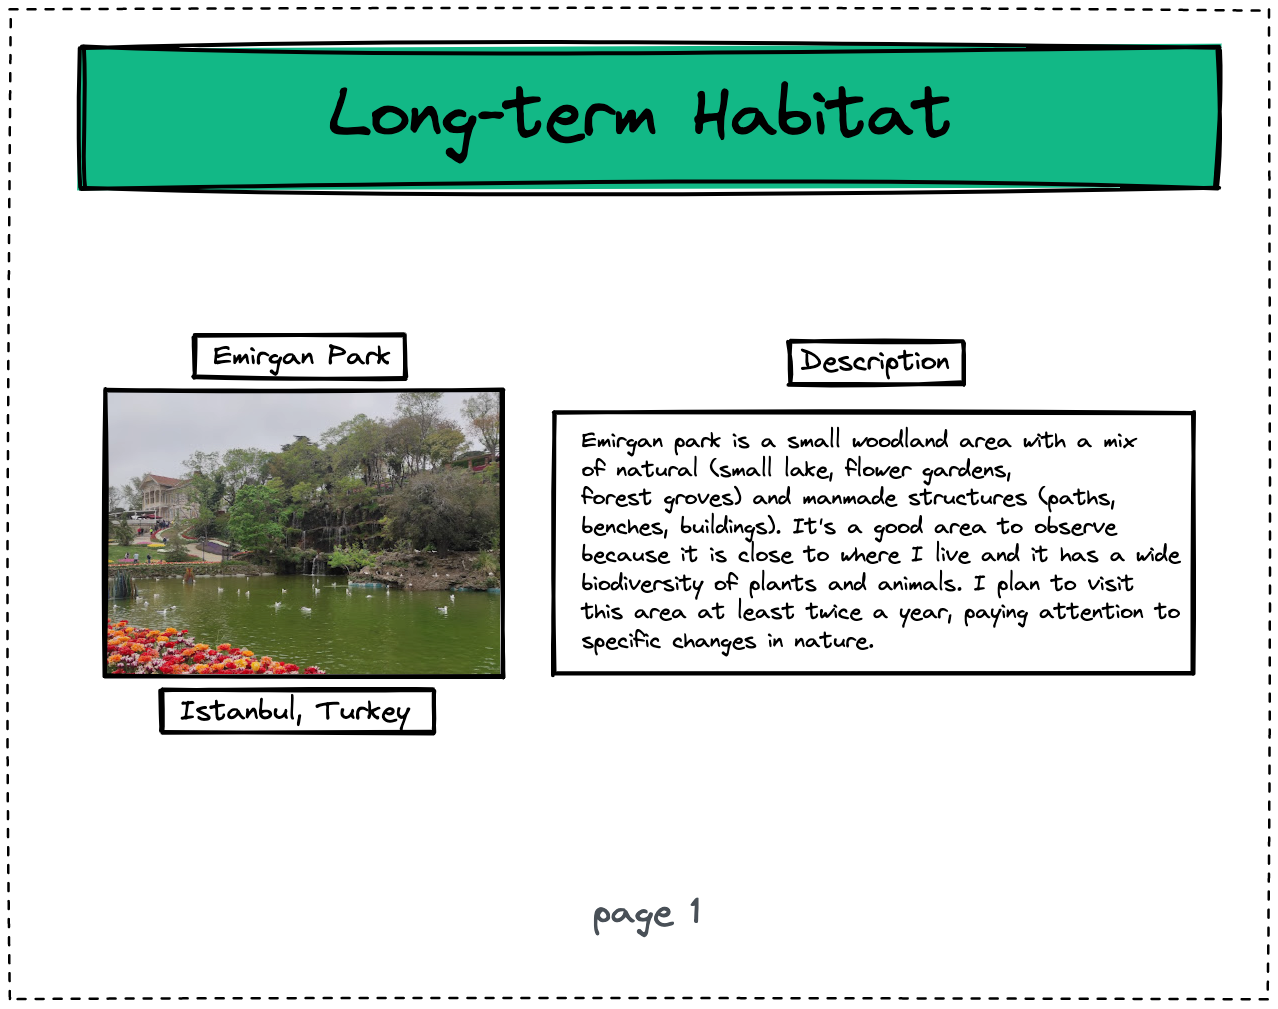 Long-term Habitat
Emirgan Park
Istanbul, Turkey
Description
Emirgan park is a small woodland area with a mix
of natural (small lake, flower gardens,
forest groves) and manmade structures (paths,
benches, buildings). It's a good area to observe
because it is close to where I live and it has a wide
biodiversity of plants and animals. I plan to visit
this area at least twice a year, paying attention to
specific changes in nature.
page 1